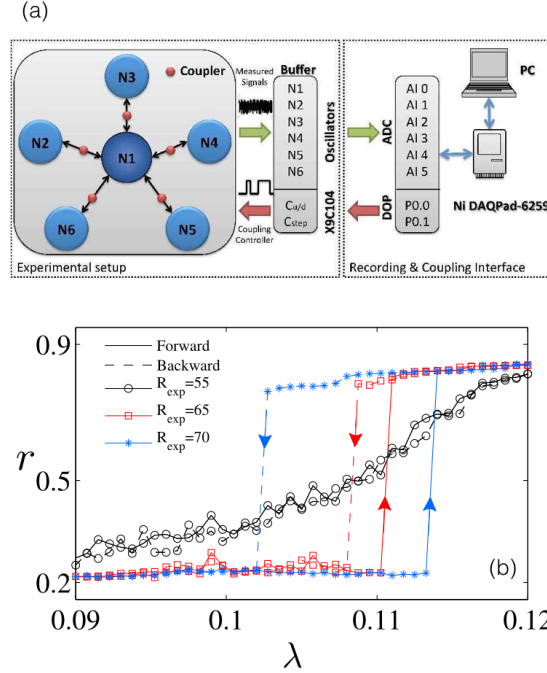 (a)
N3
Coupler
N2
N4
N1
N6
N5
Experimental setup
Measured
Signals
Coupling
Controller
Buffer
N1
N2
N3
N4
N5
N6
Cu/d
Cstep
Oscillators
X9C104
ADC
DOP
AI 0
AI 1
AI 2
AI 3
AI 4
AI 5
P0.0
P0.1
PC
Ni DAQPad-6259
Recording & Coupling Interface
0.9
0.5
0.2
r
Forward
Backward
Rexp=55
Rexp=65
Rexp=70
(b)
0.09
0.1
0.11
0.12
λ